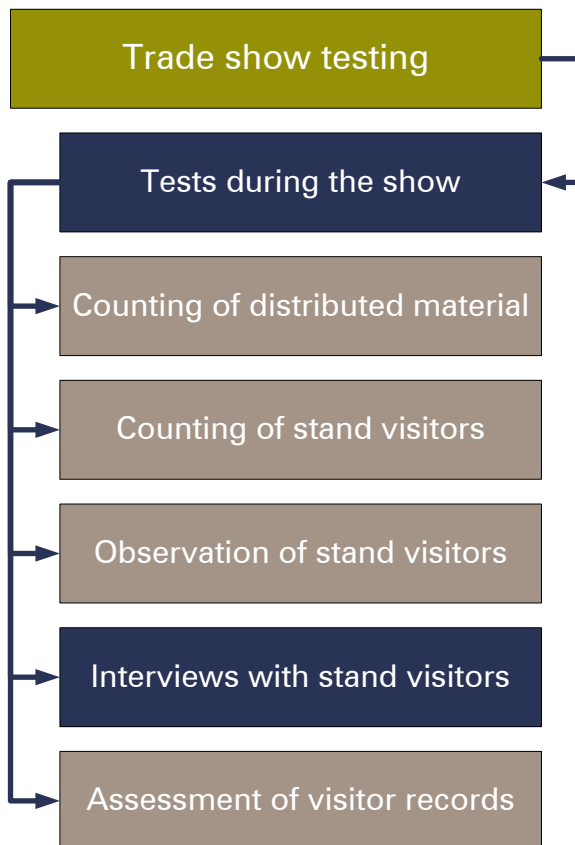 Trade show testing
Tests during the show
Counting of distributed material
Counting of stand visitors
Observation of stand visitors
Interviews with stand visitors
Assessment of visitor records